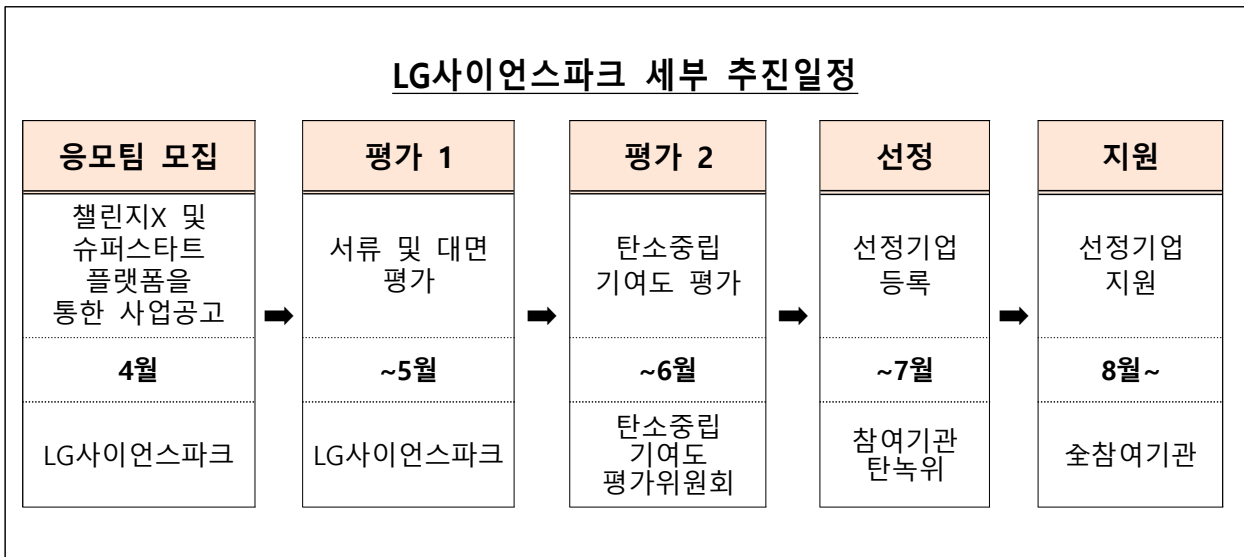 LG사이언스파크 세부 추진일정
응모팀 모집
챌린지X 및
슈퍼스타트
플랫폼을
통한 사업공고
4월
LG사이언스파크
➡
평가 1
서류 및 대면
평가
~5월
LG사이언스파크
➡
평가 2
탄소중립
기여도 평가
~6월
탄소중립
기여도
평가위원회
➡
선정
선정기업
등록
~7월
참여기관
탄녹위
➡
지원
선정기업
지원
8월~
全참여기관